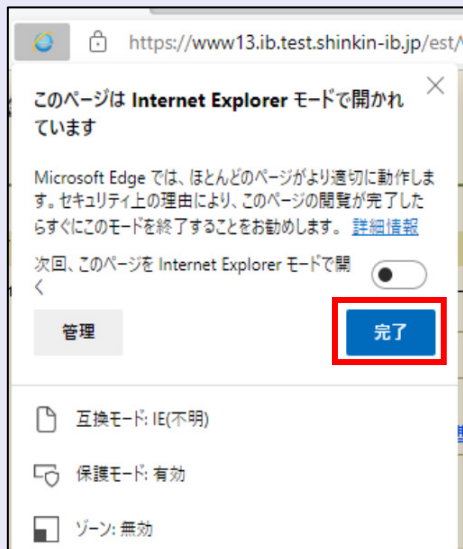 https://www13.ib.test.shinkin-ib.jp/est/
このページは Internet Explorer モードで開かれ
ています
Microsoft Edge では、ほとんどのページがより適切に動作しま
す。セキュリティ上の理由により、このページの閲覧が完了した
らすぐにこのモードを終了することをお勧めします。 詳細情報
次回、このページを Internet Explorer モードで開
く
管理
完了
互換モード: IE(不明)
保護モード: 有効
ゾーン: 無効